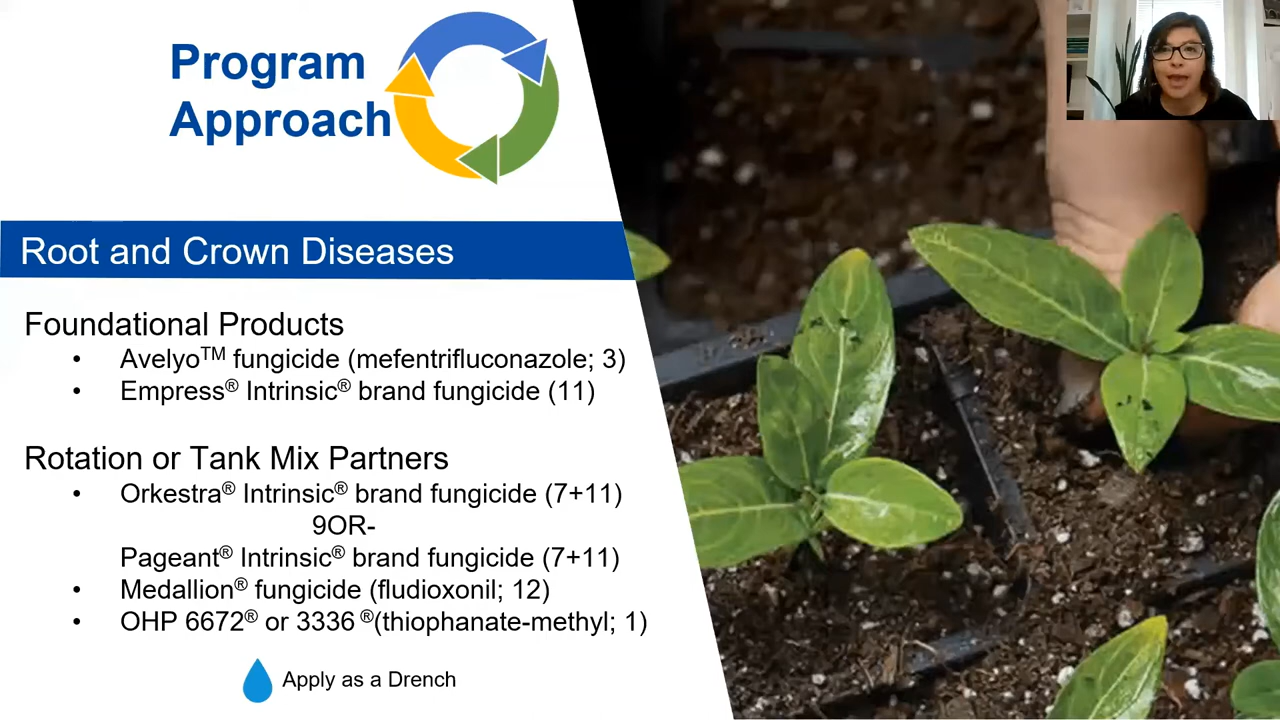 Program
Approach
Root and Crown Diseases
Foundational Products
• Avelyo™ fungicide (mefentrifluconazole; 3)
• Empress® Intrinsic® brand fungicide (11)
Rotation or Tank Mix Partners
• Orkestra® Intrinsic® brand fungicide (7+11)
9OR-
Pageant® Intrinsic® brand fungicide (7+11)
• Medallion® fungicide (fludioxonil; 12)
• OHP 6672® or 3336 ®(thiophanate-methyl; 1)
Apply as a Drench